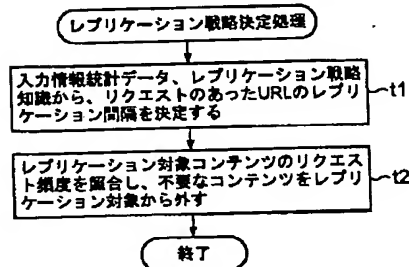 レプリケーション戦略決定処理
入力情報統計データ、レプリケーション戦略
知識から、リクエストのあったURLのレプリ
ケーション間隔を決定する
t1
レプリケーション対象コンテンツのリクエス
ト頻度を照合し、不要なコンテンツをレプリ
ケーション対象から外す
t2
終了